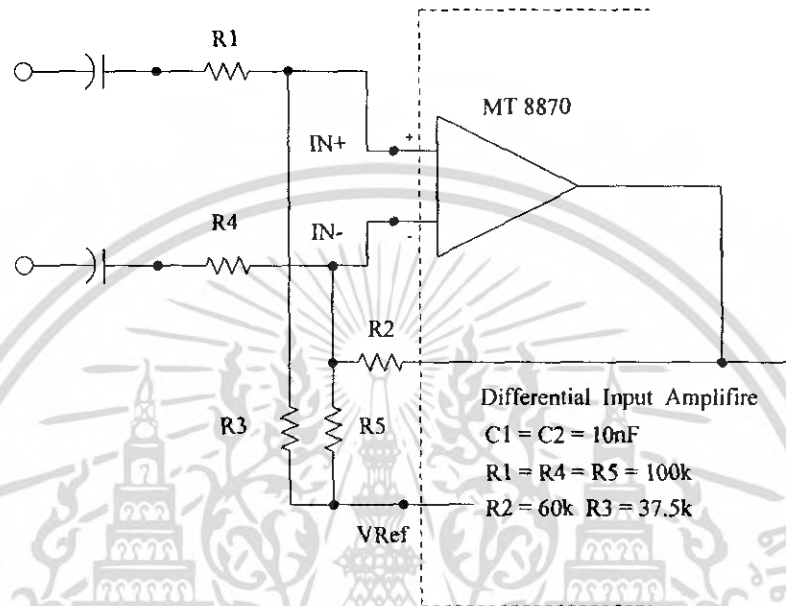 R1
MT 8870
IN+
+
R4
IN-
-
R2
Differential Input Amplifire
C1 = C2 = 10nF
R3
R5
R1 = R4 = R5 = 100k
R2 = 60k R3 = 37.5k
VRef